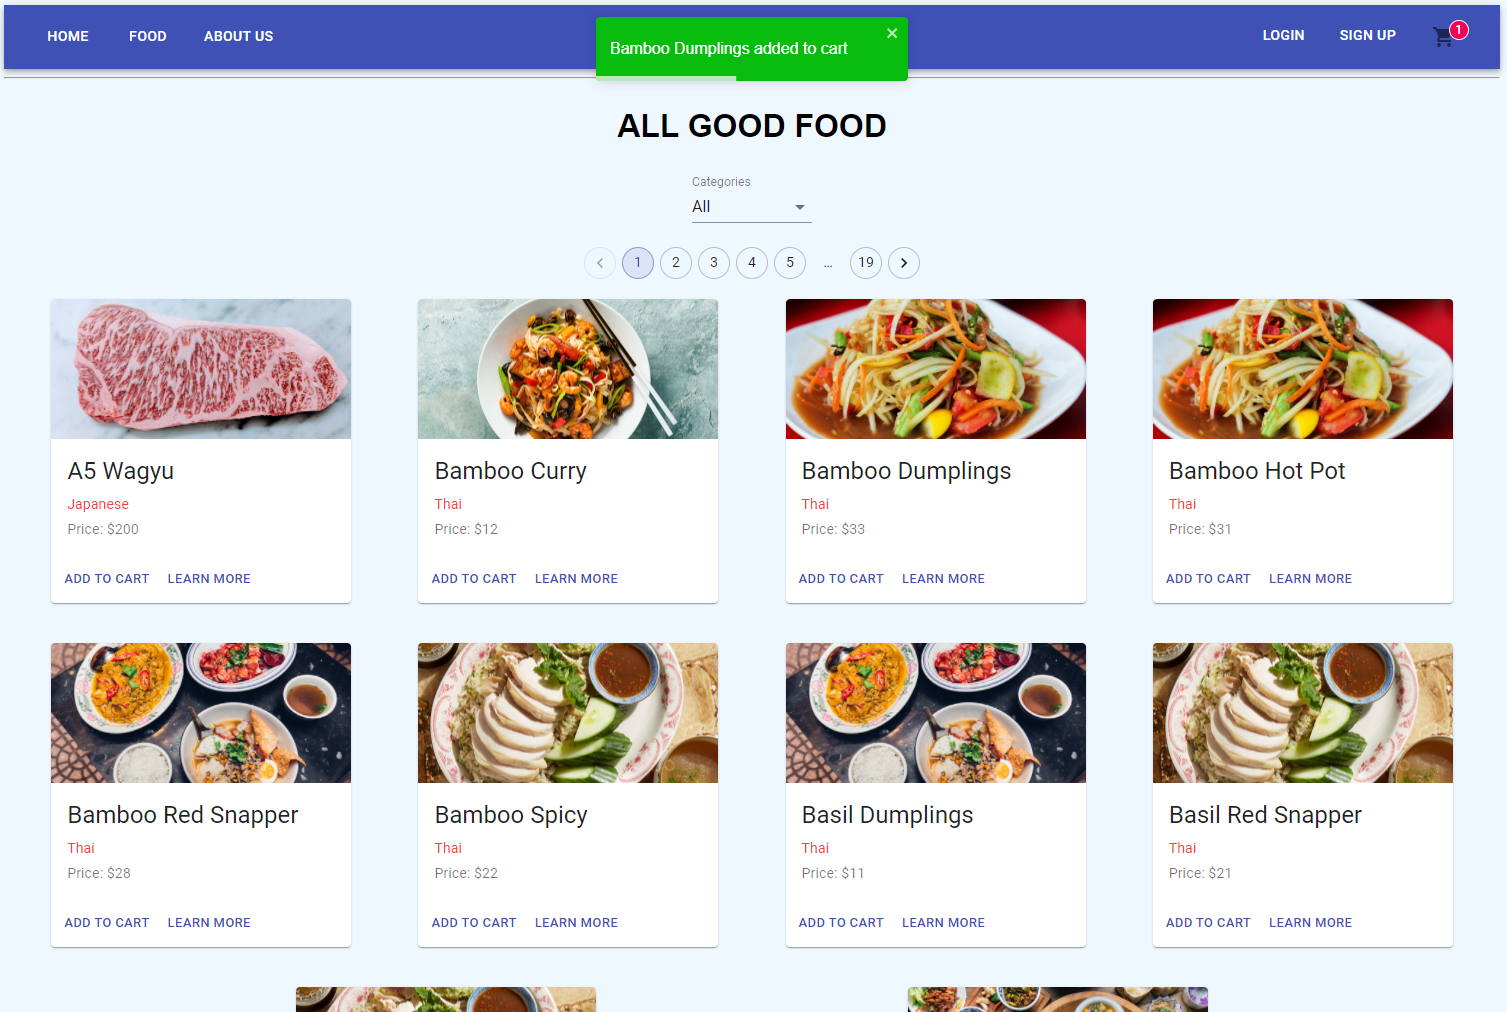 HOME FOOD ABOUT US
Bamboo Dumplings added to cart
LOGIN SIGN UP 1
ALL GOOD FOOD
Categories
All
1 2 3 4 5 ... 19
A5 Wagyu
Japanese
Price: $200
ADD TO CART LEARN MORE
Bamboo Curry
Thai
Price: $12
ADD TO CART LEARN MORE
Bamboo Dumplings
Thai
Price: $33
ADD TO CART LEARN MORE
Bamboo Hot Pot
Thai
Price: $31
ADD TO CART LEARN MORE
Bamboo Red Snapper
Thai
Price: $28
ADD TO CART LEARN MORE
Bamboo Spicy
Thai
Price: $22
ADD TO CART LEARN MORE
Basil Dumplings
Thai
Price: $11
ADD TO CART LEARN MORE
Basil Red Snapper
Thai
Price: $21
ADD TO CART LEARN MORE